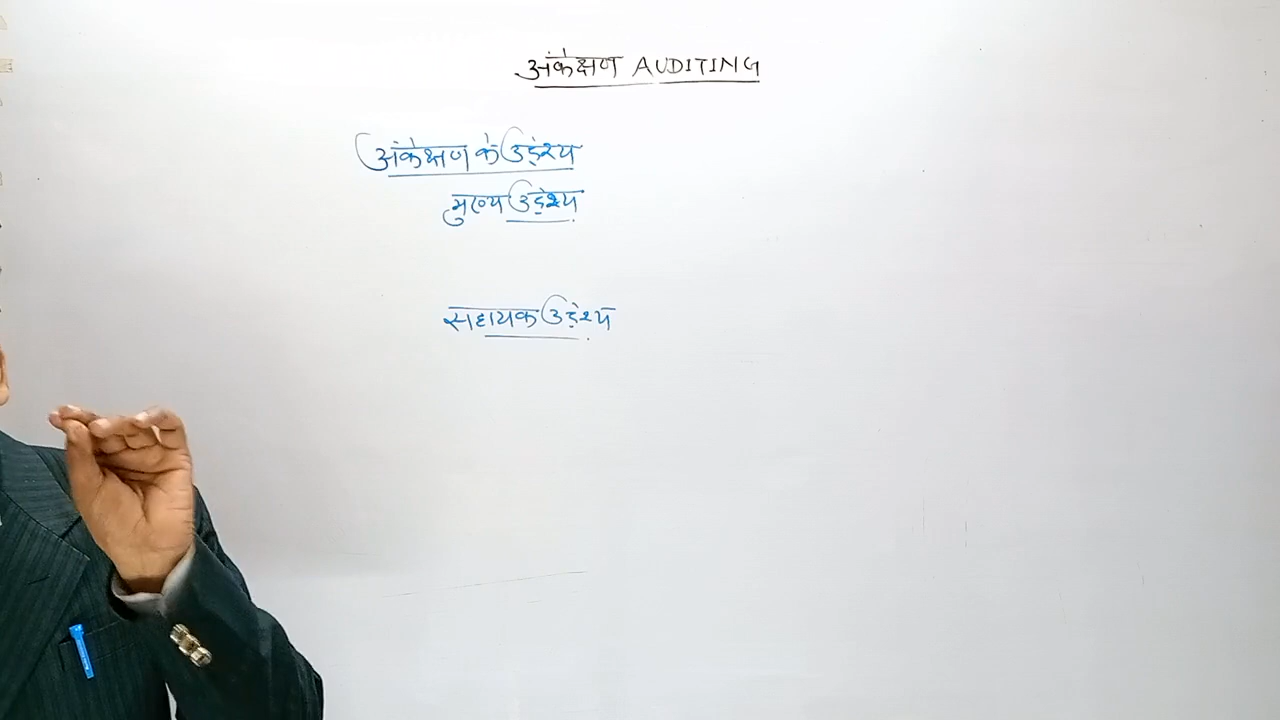 अंकेक्षण AUDITING
अंकेक्षण के उद्देश्य
मुख्य उद्देश्य
सहायक उद्देश्य